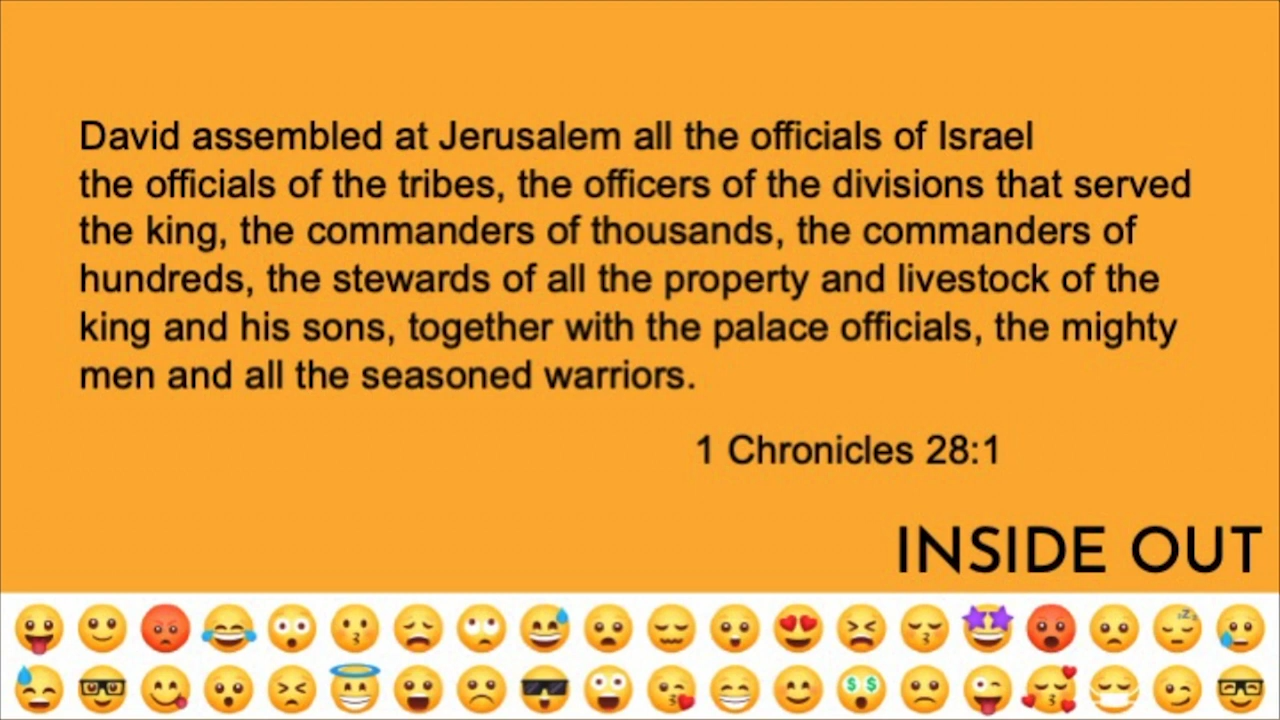 David assembled at Jerusalem all the officials of Israel
the officials of the tribes, the officers of the divisions that served
the king, the commanders of thousands, the commanders of
hundreds, the stewards of all the property and livestock of the
king and his sons, together with the palace officials, the mighty
men and all the seasoned warriors.
1 Chronicles 28:1
INSIDE OUT